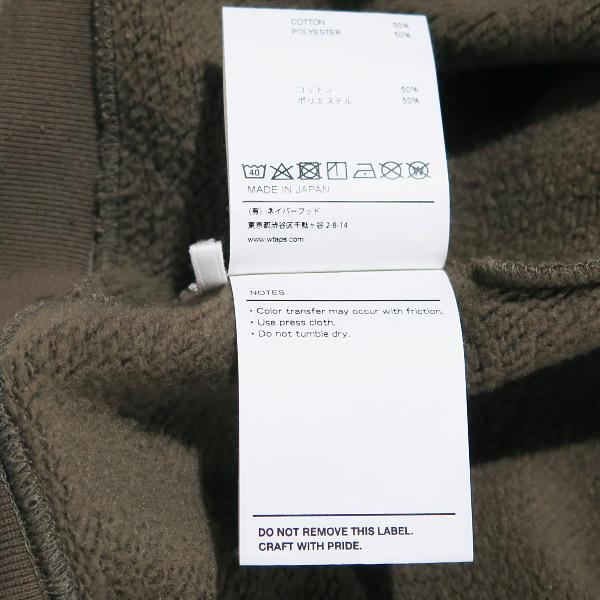 COTTON 50%
POLYESTER 50%
コットン 50%
ポリエステル 50%
40 W
MADE IN JAPAN
(有) ネイバーフッド
東京都渋谷区千駄ヶ谷 2-8-14
www.wtaps.com
NOTES
・Color transfer may occur with friction.
・Use press cloth.
・Do not tumble dry.
DO NOT REMOVE THIS LABEL.
CRAFT WITH PRIDE.